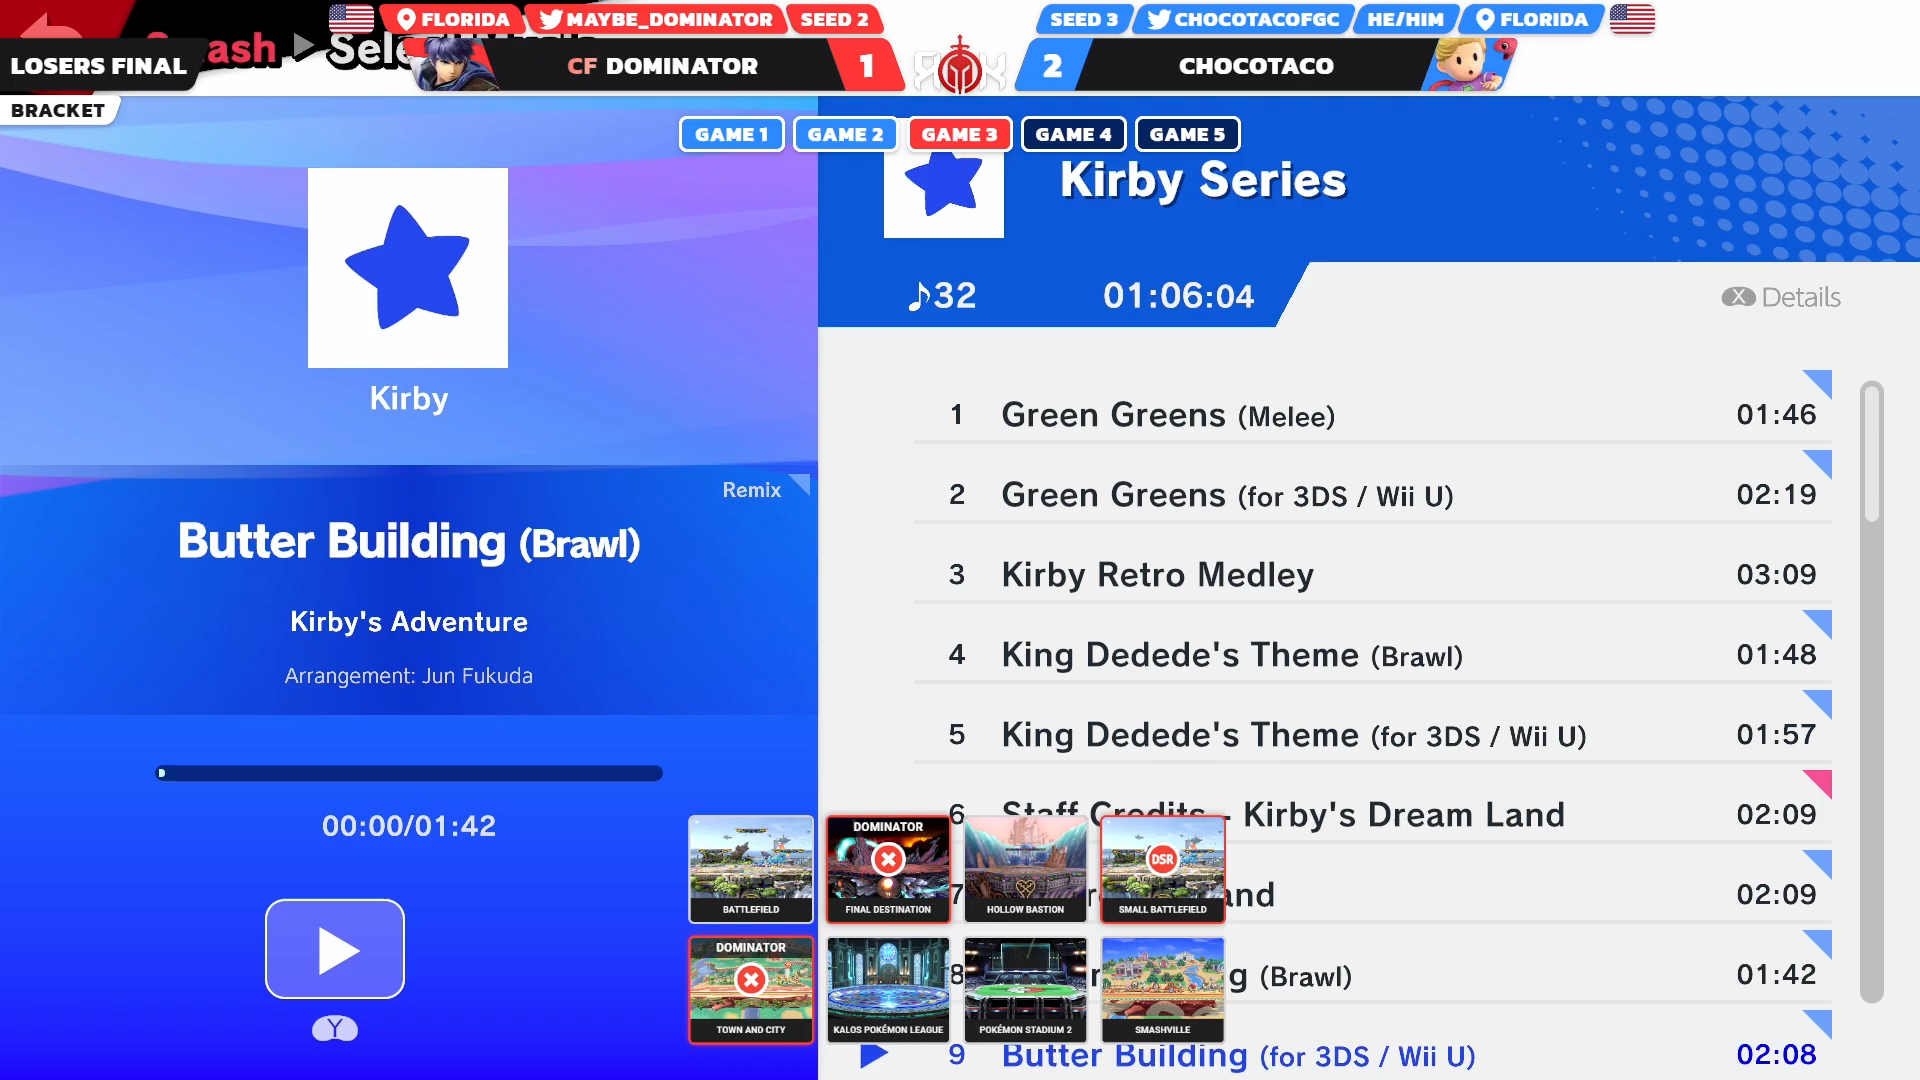 FLORIDA
MAYBE_DOMINATOR
SEED 2
SEED 3
CHOCOTACOFGC
HE/HIM
FLORIDA
LOSERS FINAL
CF DOMINATOR
1
2
CHOCOTACO
BRACKET
GAME 1
GAME 2
GAME 3
GAME 4
GAME 5
Kirby Series
32
01:06:04
X Details
Kirby
Remix
Butter Building (Brawl)
Kirby's Adventure
Arrangement: Jun Fukuda
00:00/01:42
Y
1 Green Greens (Melee) 01:46
2 Green Greens (for 3DS / Wii U) 02:19
3 Kirby Retro Medley 03:09
4 King Dedede's Theme (Brawl) 01:48
5 King Dedede's Theme (for 3DS / Wii U) 01:57
6 Staff Credits - Kirby's Dream Land 02:09
7 02:09
8 (Brawl) 01:42
9 Butter Building (for 3DS / Wii U) 02:08
BATTLEFIELD
DOMINATOR
FINAL DESTINATION
HOLLOW BASTION
DSR
SMALL BATTLEFIELD
DOMINATOR
TOWN AND CITY
KALOS POKÉMON LEAGUE
POKÉMON STADIUM 2
SMASHVILLE